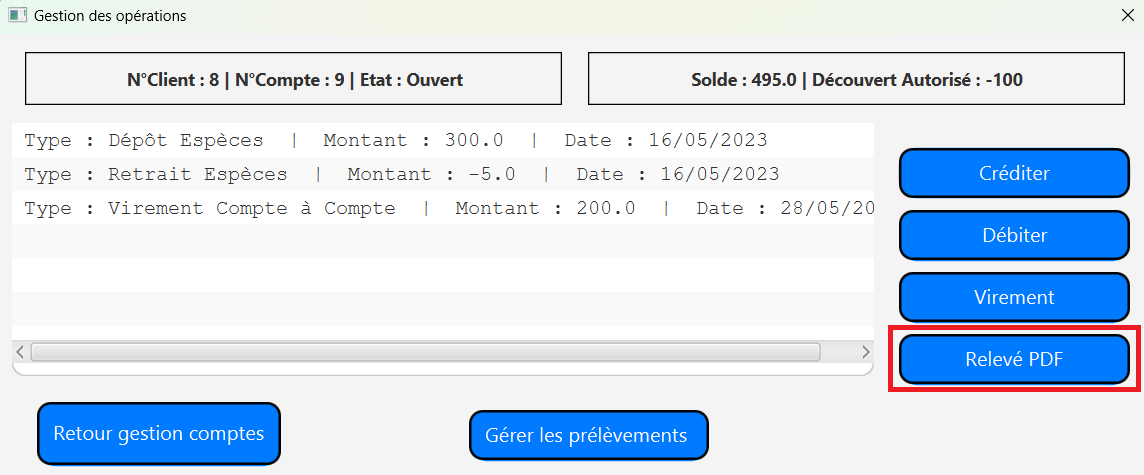 Gestion des opérations
N°Client : 8 | N°Compte : 9 | Etat : Ouvert
Solde : 495.0 | Découvert Autorisé : -100
Type : Dépôt Espèces | Montant : 300.0 | Date : 16/05/2023
Type : Retrait Espèces | Montant : -5.0 | Date : 16/05/2023
Type : Virement Compte à Compte | Montant : 200.0 | Date : 28/05/20
Créditer
Débiter
Virement
Relevé PDF
Retour gestion comptes
Gérer les prélèvements